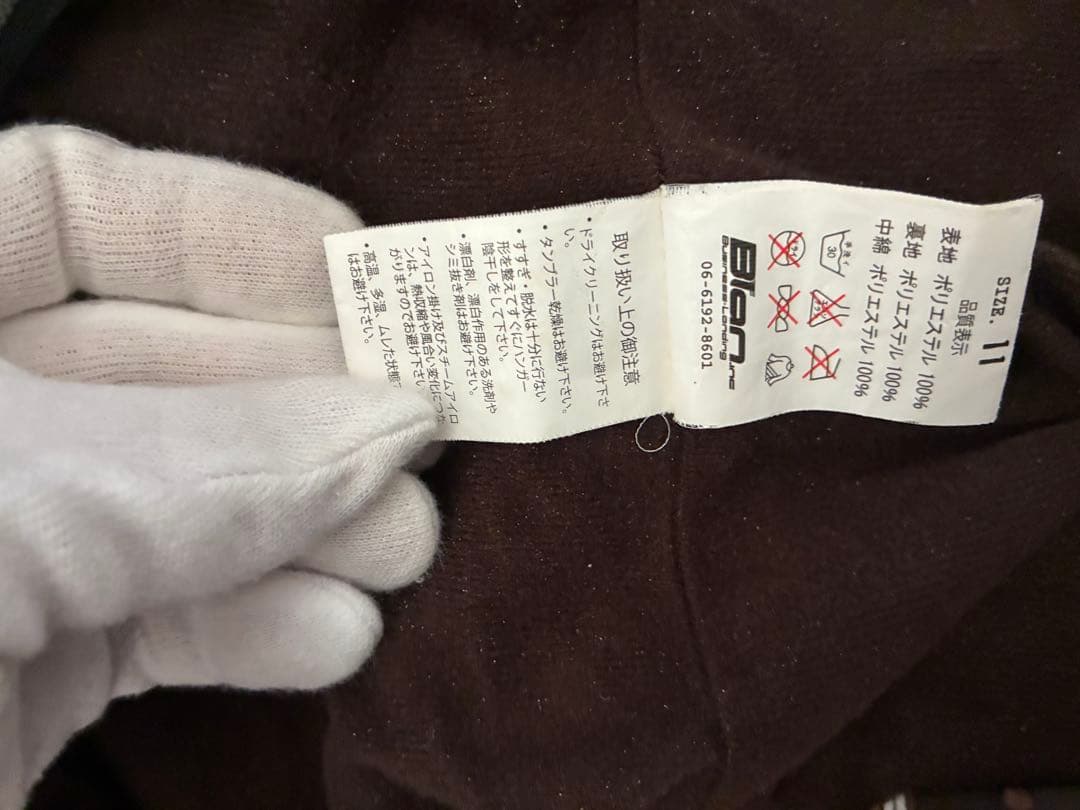 SIZE. 11
品質表示
表地 ポリエステル 100%
裏地 ポリエステル 100%
中綿 ポリエステル 100%
手洗イ
30
Blan INC
Business Landing
06-6192-8601
取り扱い上の御注意
・ドライクリーニングはお避け下さ
い。
・タンブラー乾燥はお避け下さい。
・すすぎ・脱水は十分に行ない
形を整えてすぐにハンガー
陰干しをして下さい。
・漂白剤、漂白作用のある洗剤や
シミ抜き剤はお避け下さい。
・アイロン掛け及びスチームアイロ
ンは、熱収縮や風合い変化につな
がりますのでお避け下さい
・高温、多湿、ムレた状態で
はお避け下さい。